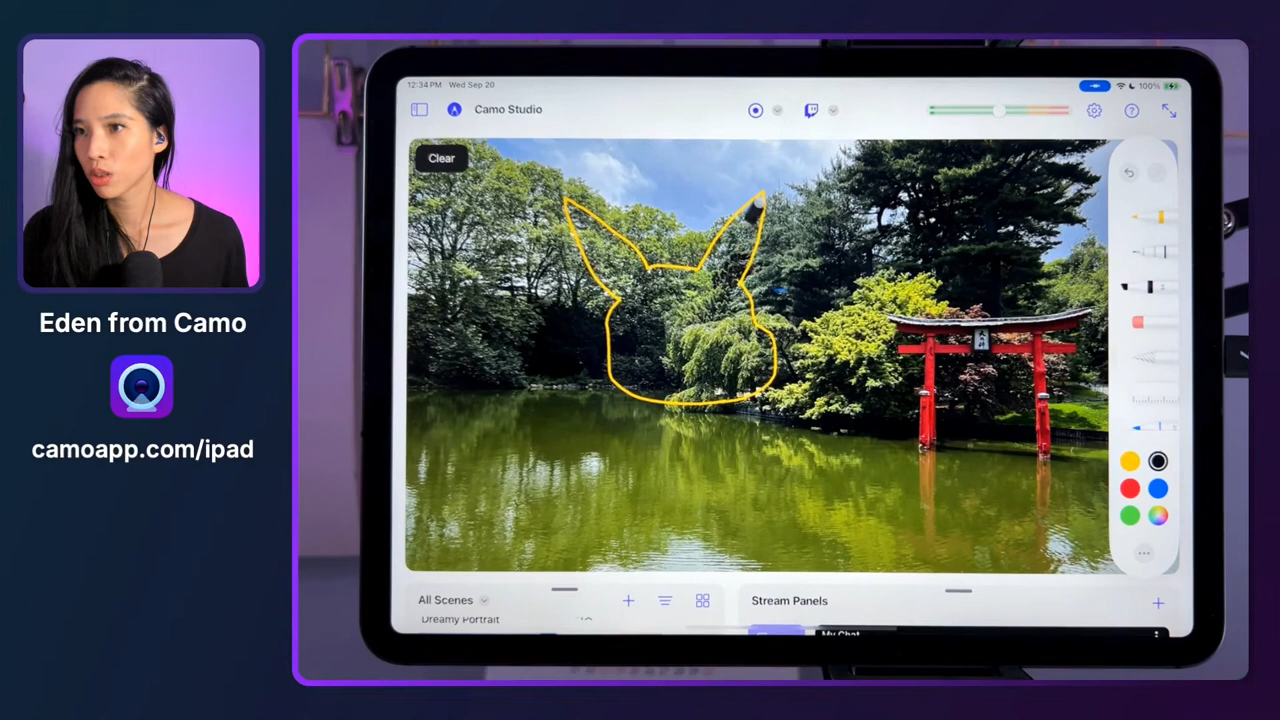 Eden from Camo
camoapp.com/ipad
12:34 PM Wed Sep 20
100%
Camo Studio
Clear
All Scenes
Stream Panels
Dreamy Portrait
My Chat